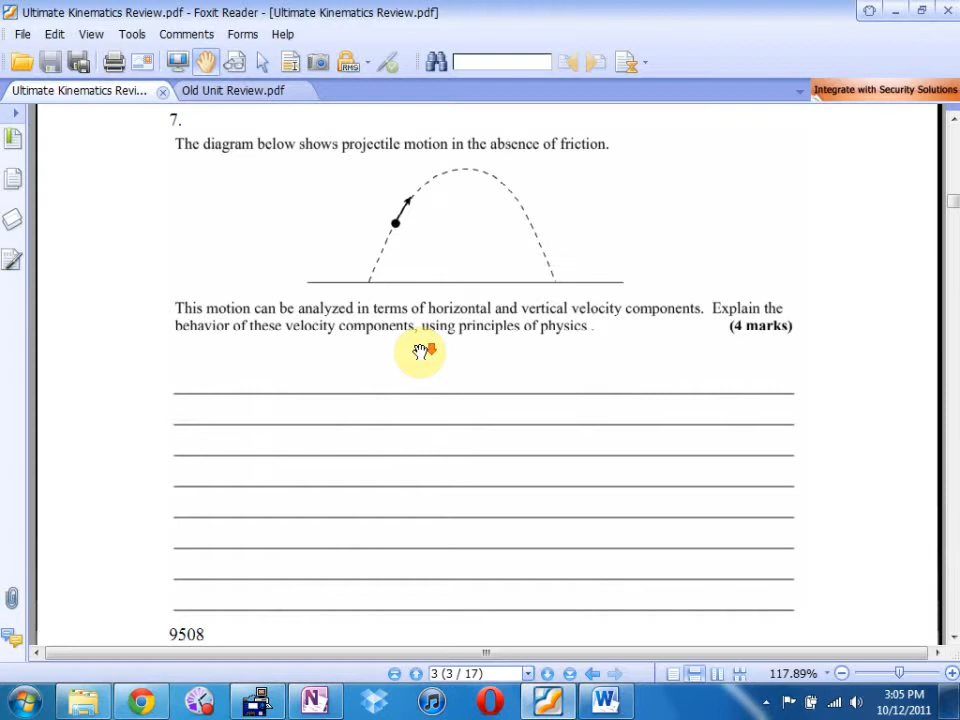 Ultimate Kinematics Review.pdf - Foxit Reader - [Ultimate Kinematics Review.pdf]
File Edit View Tools Comments Forms Help
Ultimate Kinematics Revi... Old Unit Review.pdf Integrate with Security Solutions
7.
The diagram below shows projectile motion in the absence of friction.
This motion can be analyzed in terms of horizontal and vertical velocity components. Explain the
behavior of these velocity components, using principles of physics . (4 marks)
9508
3 (3 / 17) 117.89%
3:05 PM
10/12/2011